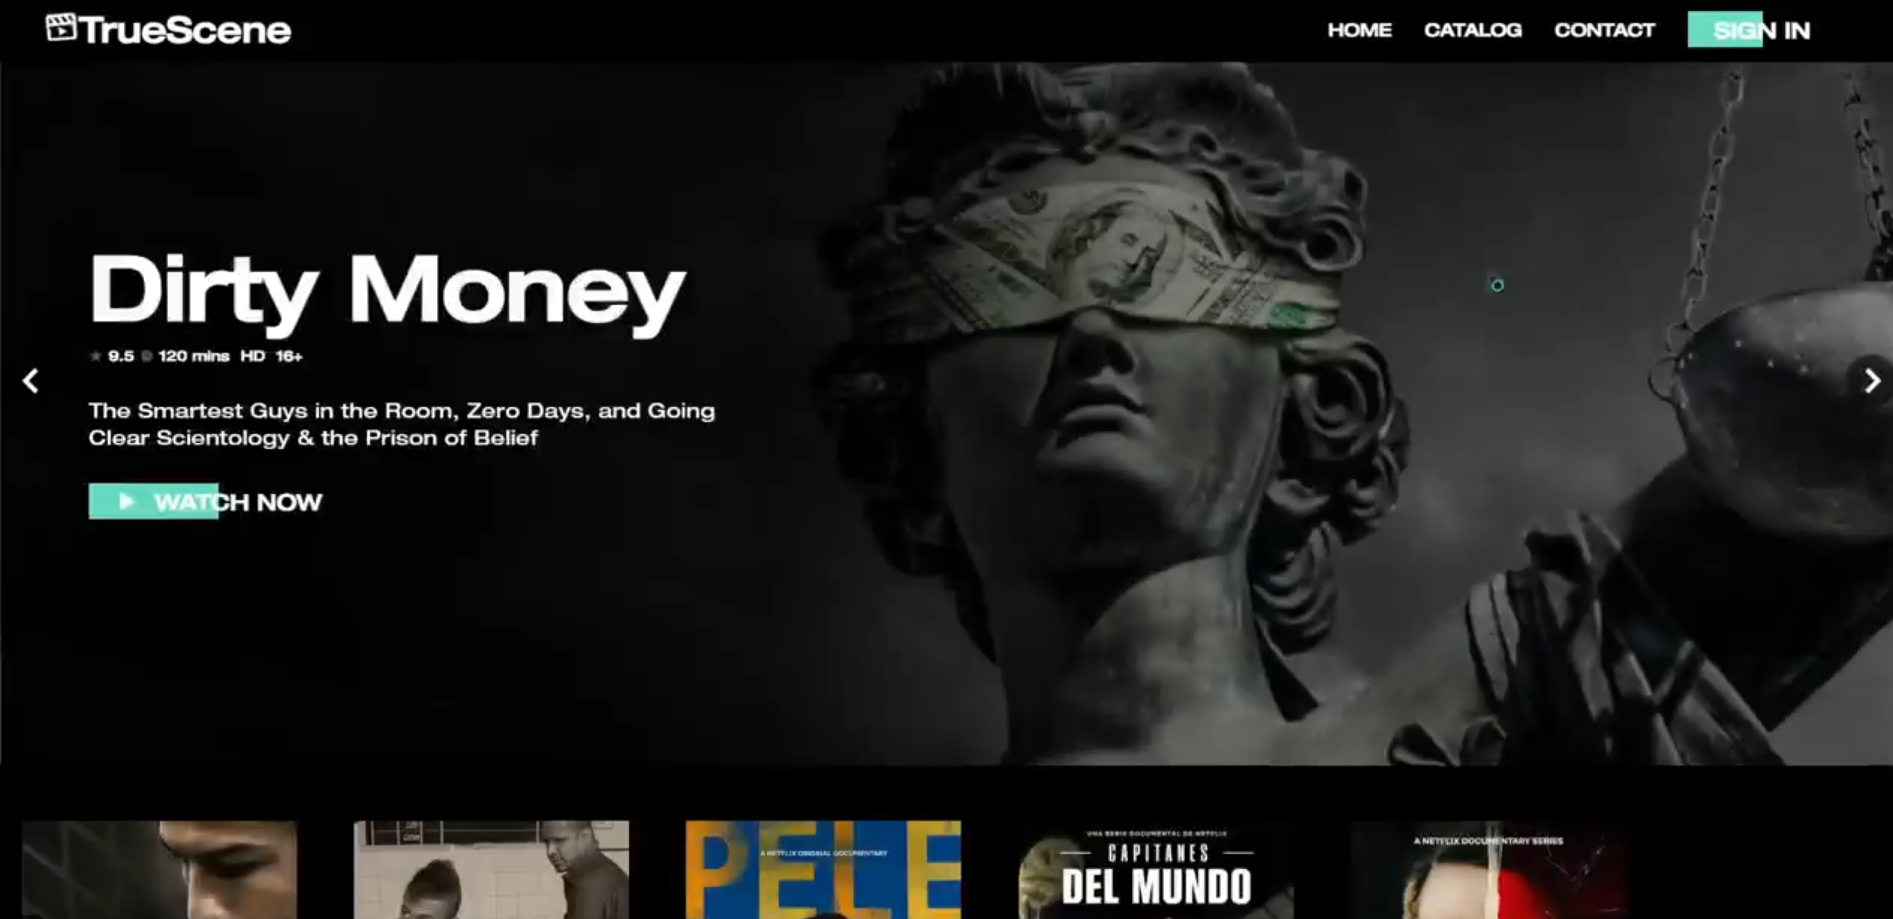 TrueScene
HOME CATALOG CONTACT SIGN IN
Dirty Money
9.5 120 mins HD 16+
The Smartest Guys in the Room, Zero Days, and Going
Clear Scientology & the Prison of Belief
WATCH NOW
PELE
A NETFLIX ORIGINAL DOCUMENTARY
UNA SERIE DOCUMENTAL DE NETFLIX
CAPITANES
DEL MUNDO
A NETFLIX DOCUMENTARY SERIES